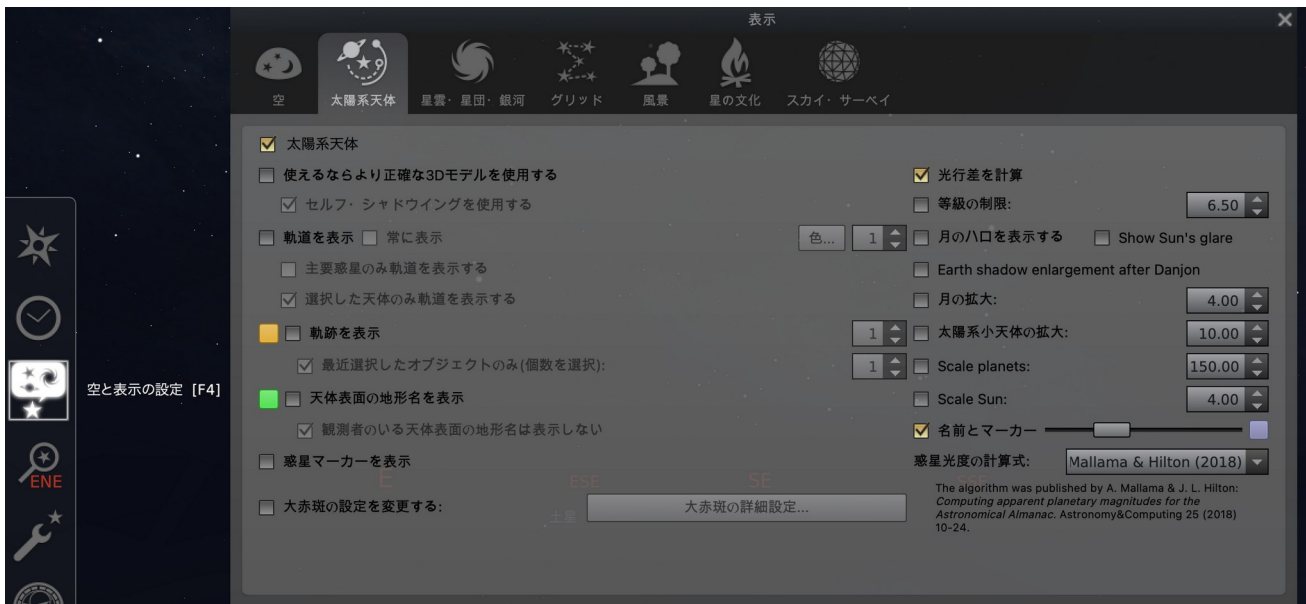 表示
空 太陽系天体 星雲・星団・銀河 グリッド 風景 星の文化 スカイ・サーベイ
太陽系天体
使えるならより正確な3Dモデルを使用する
セルフ・シャドウイングを使用する
軌道を表示 常に表示 色... 1
主要惑星のみ軌道を表示する
選択した天体のみ軌道を表示する
軌跡を表示 1
最近選択したオブジェクトのみ(個数を選択): 1
天体表面の地形名を表示
観測者のいる天体表面の地形名は表示しない
惑星マーカーを表示
大赤斑の設定を変更する: 大赤斑の詳細設定...
光行差を計算
等級の制限: 6.50
月のハロを表示する Show Sun's glare
Earth shadow enlargement after Danjon
月の拡大: 4.00
太陽系小天体の拡大: 10.00
Scale planets: 150.00
Scale Sun: 4.00
名前とマーカー
惑星光度の計算式: Mallama & Hilton (2018)
The algorithm was published by A. Mallama & J. L. Hilton:
Computing apparent planetary magnitudes for the
Astronomical Almanac. Astronomy&Computing 25 (2018)
10-24.
空と表示の設定 [F4]
ENE
E ESE SE
土星